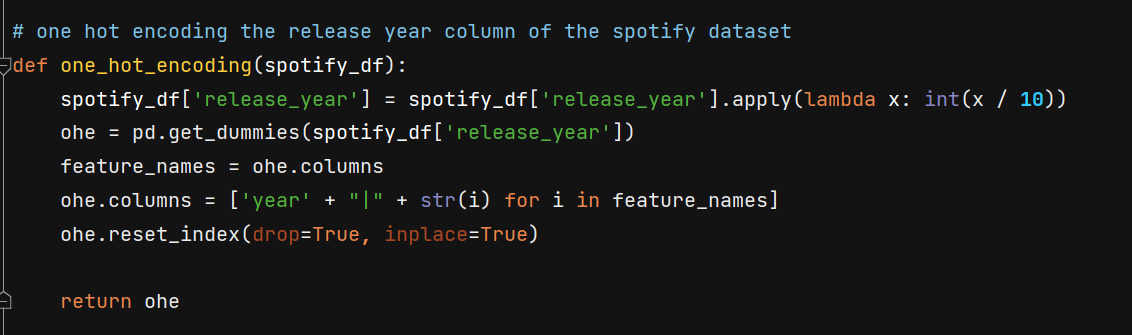 # one hot encoding the release year column of the spotify dataset
def one_hot_encoding(spotify_df):
    spotify_df['release_year'] = spotify_df['release_year'].apply(lambda x: int(x / 10))
    ohe = pd.get_dummies(spotify_df['release_year'])
    feature_names = ohe.columns
    ohe.columns = ['year' + "|" + str(i) for i in feature_names]
    ohe.reset_index(drop=True, inplace=True)
    return ohe